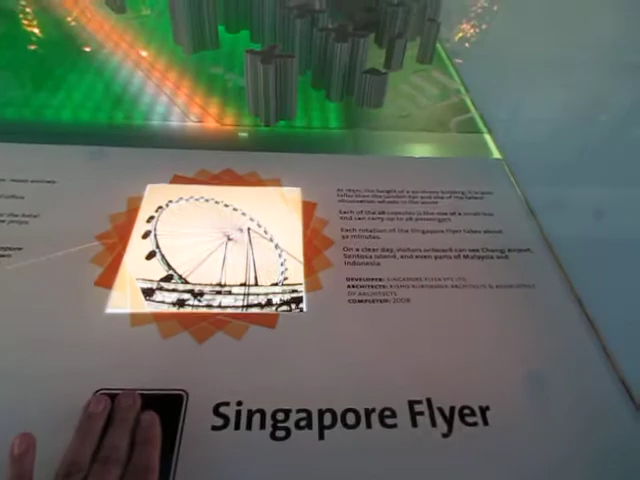 At 165m, the height of a 42-storey building, it is 30m
taller than the London Eye and one of the tallest
observation wheels in the world
Each of the 28 capsules is the size of a small bus
and can carry up to 28 passengers
Each rotation of the Singapore Flyer takes about
30 minutes.
On a clear day, visitors onboard can see Changi Airport,
Sentosa Island, and even parts of Malaysia and
Indonesia
DEVELOPER: SINGAPORE FLYER PTE LTD
ARCHITECTS: KISHO KUROKAWA ARCHITECTS & ASSOCIATES
COMPLETED: 2008
Singapore Flyer